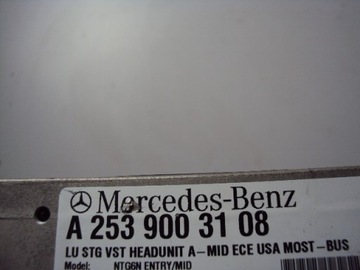 Mercedes-Benz
A 253 900 31 08
LU STG VST HEADUNIT A-MID ECE USA MOST-BUS
Model: NTG6N ENTRY/MID